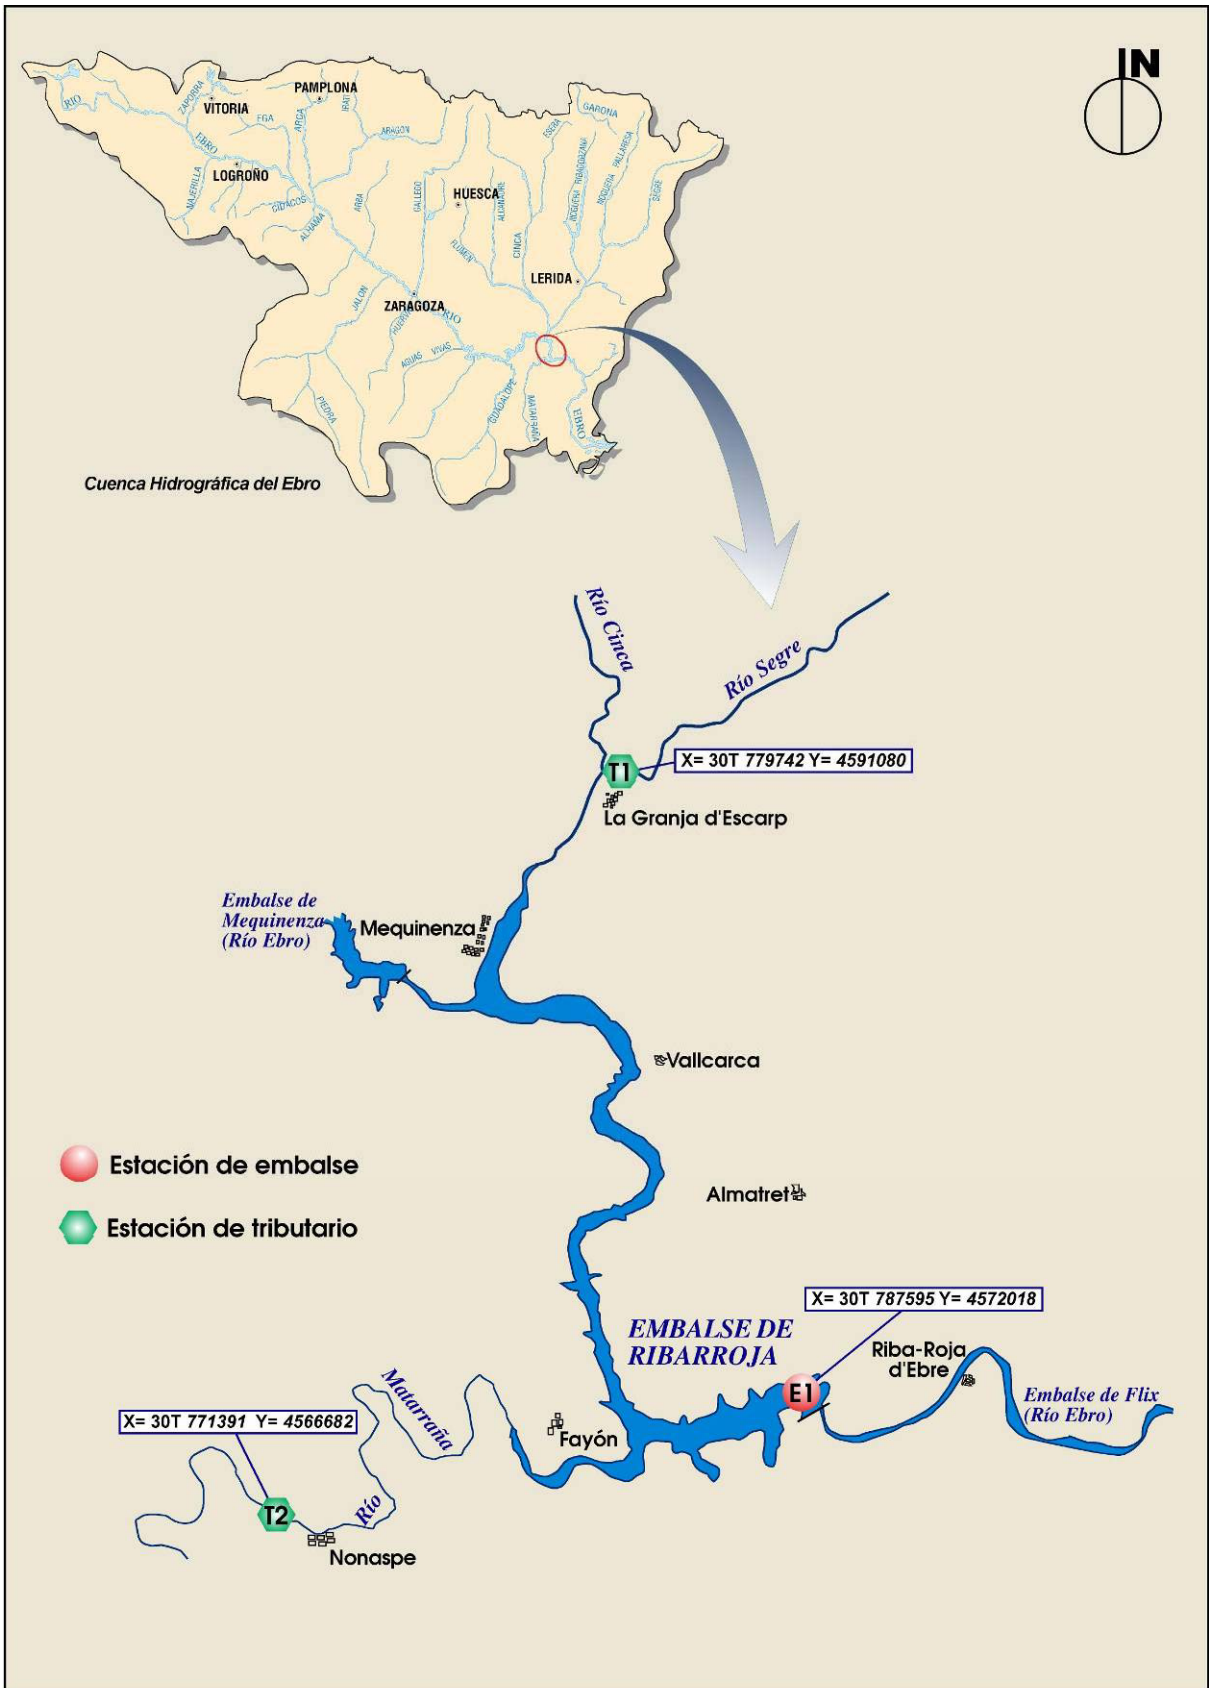 IN
RIO
ZAPORRA
VITORIA
PAMPLONA
EGA
ARGA
IRATI
ARAGON
EBRO
LOGROÑO
NAJERILLA
CIDACOS
ALHAMA
ARBA
GALLEGO
HUESCA
FLUMEN
ALCANADRE
CINCA
ESERA
GARONA
NOGUERA RIBAGORZANA
NOGUERA PALLARESA
SEGRE
LERIDA
ZARAGOZA
RIO
JALON
HUERVA
AGUAS VIVAS
PIEDRA
GUADALOPE
MATARRAÑA
EBRO
Cuenca Hidrográfica del Ebro
Río Cinca
Río Segre
T1
X= 30T 779742 Y= 4591080
La Granja d'Escarp
Embalse de
Mequinenza
(Río Ebro)
Mequinenza
Vallcarca
Estación de embalse
Almatret
Estación de tributario
X= 30T 787595 Y= 4572018
EMBALSE DE
RIBARROJA
Riba-Roja
d'Ebre
E1
Embalse de Flix
(Río Ebro)
Matarraña
X= 30T 771391 Y= 4566682
Fayón
Río
T2
Nonaspe